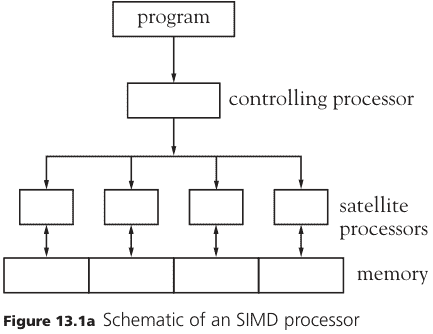 program
controlling processor
satellite
processors
memory
Figure 13.1a Schematic of an SIMD processor